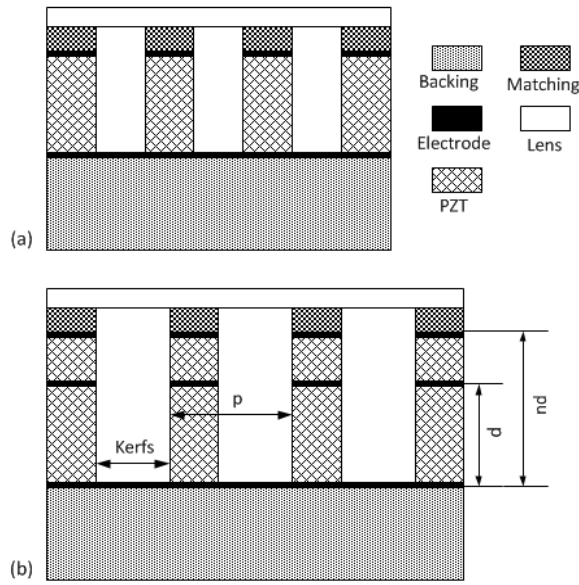 Backing
Matching
Electrode
Lens
PZT
(a)
p
Kerfs
d
nd
(b)